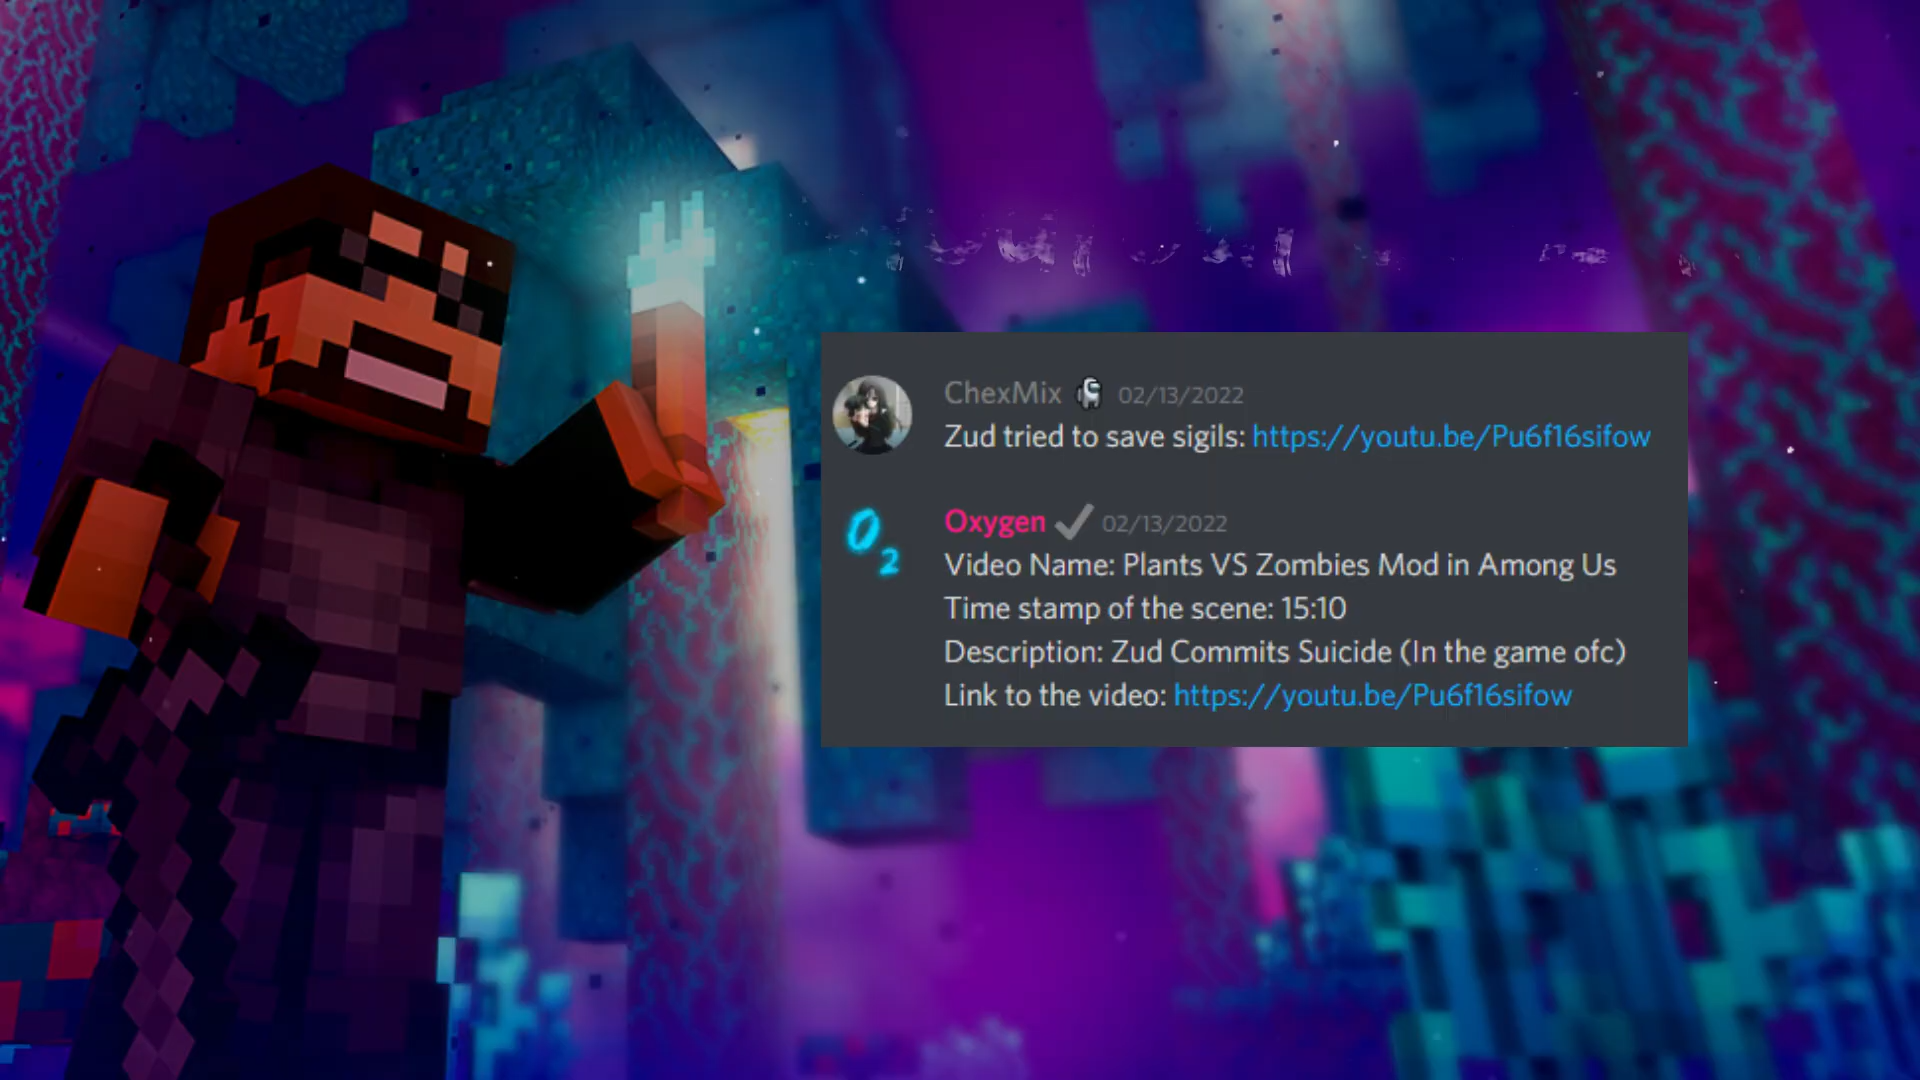 ChexMix 02/13/2022
Zud tried to save sigils: https://youtu.be/Pu6f16sifow
O2
Oxygen 02/13/2022
Video Name: Plants VS Zombies Mod in Among Us
Time stamp of the scene: 15:10
Description: Zud Commits Suicide (In the game ofc)
Link to the video: https://youtu.be/Pu6f16sifow